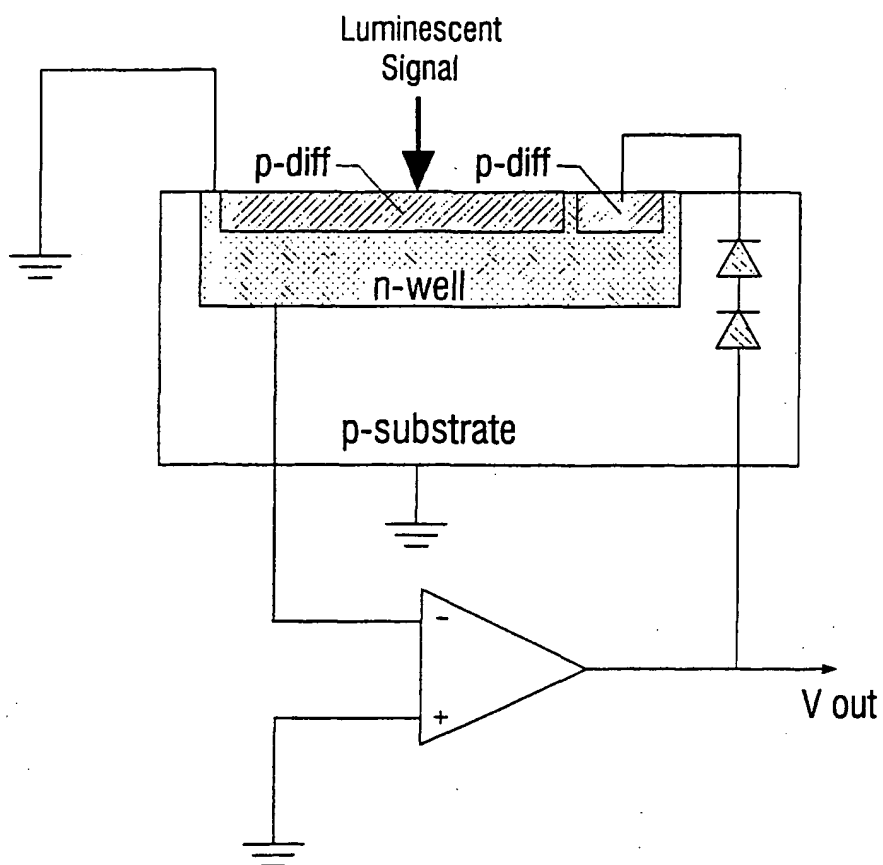 Luminescent
Signal
p-diff
p-diff
n-well
p-substrate
-
+
V out